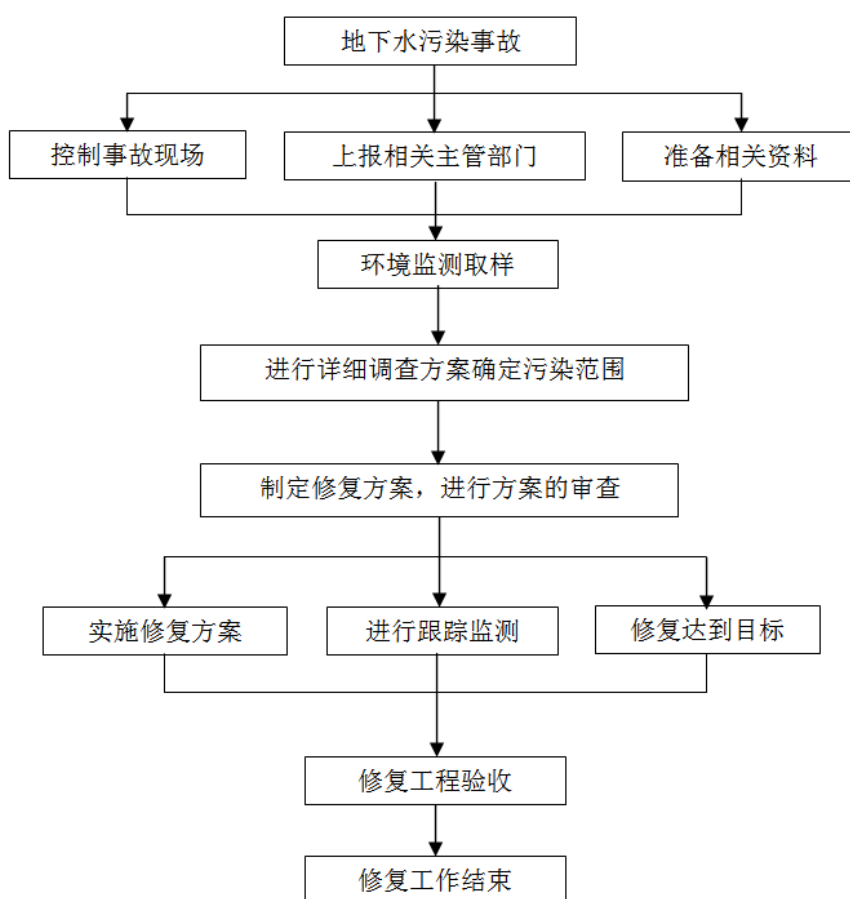 地下水污染事故
控制事故现场
上报相关主管部门
准备相关资料
环境监测取样
进行详细调查方案确定污染范围
制定修复方案，进行方案的审查
实施修复方案
进行跟踪监测
修复达到目标
修复工程验收
修复工作结束